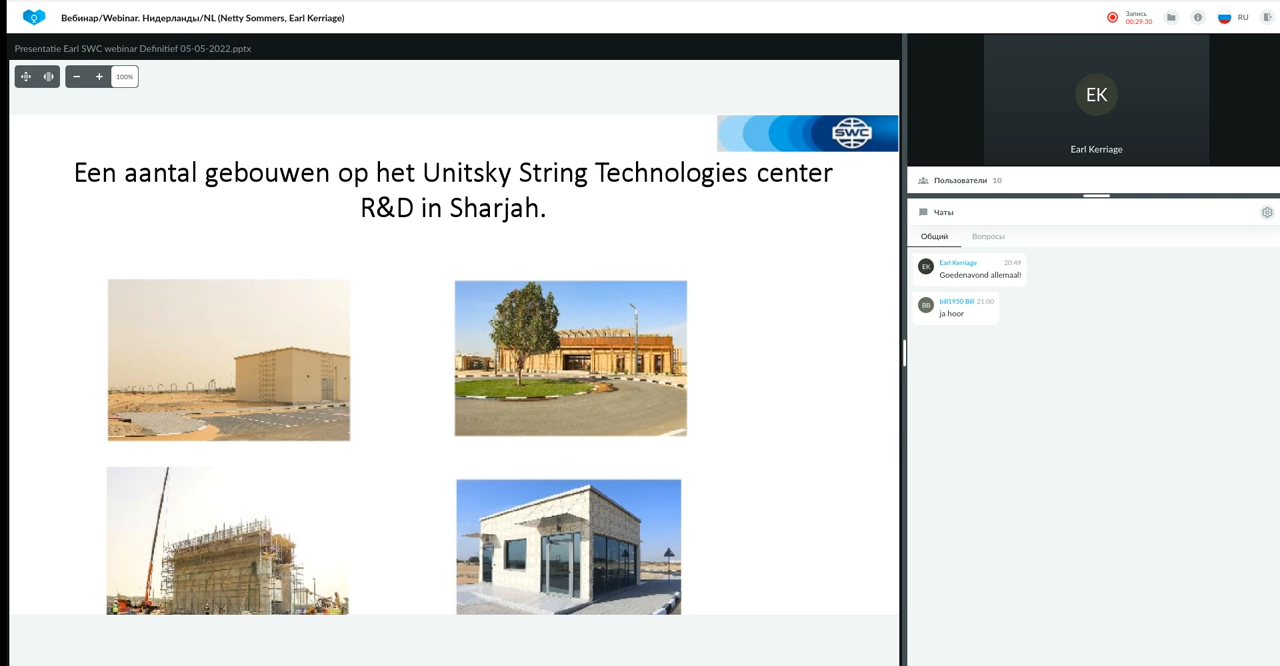 Вебинар/Webinar. Нидерланды/NL (Netty Sommers, Earl Kerriage)
Запись
00:29:30
RU
Presentatie Earl SWC webinar Definitief 05-05-2022.pptx
100%
SWC
Een aantal gebouwen op het Unitsky String Technologies center
R&D in Sharjah.
EK
Earl Kerriage
Пользователи 10
Чаты
Общий
Вопросы
EK
Earl Kerriage 20:49
Goedenavond allemaal!
BB
bill1950 Bill 21:00
ja hoor